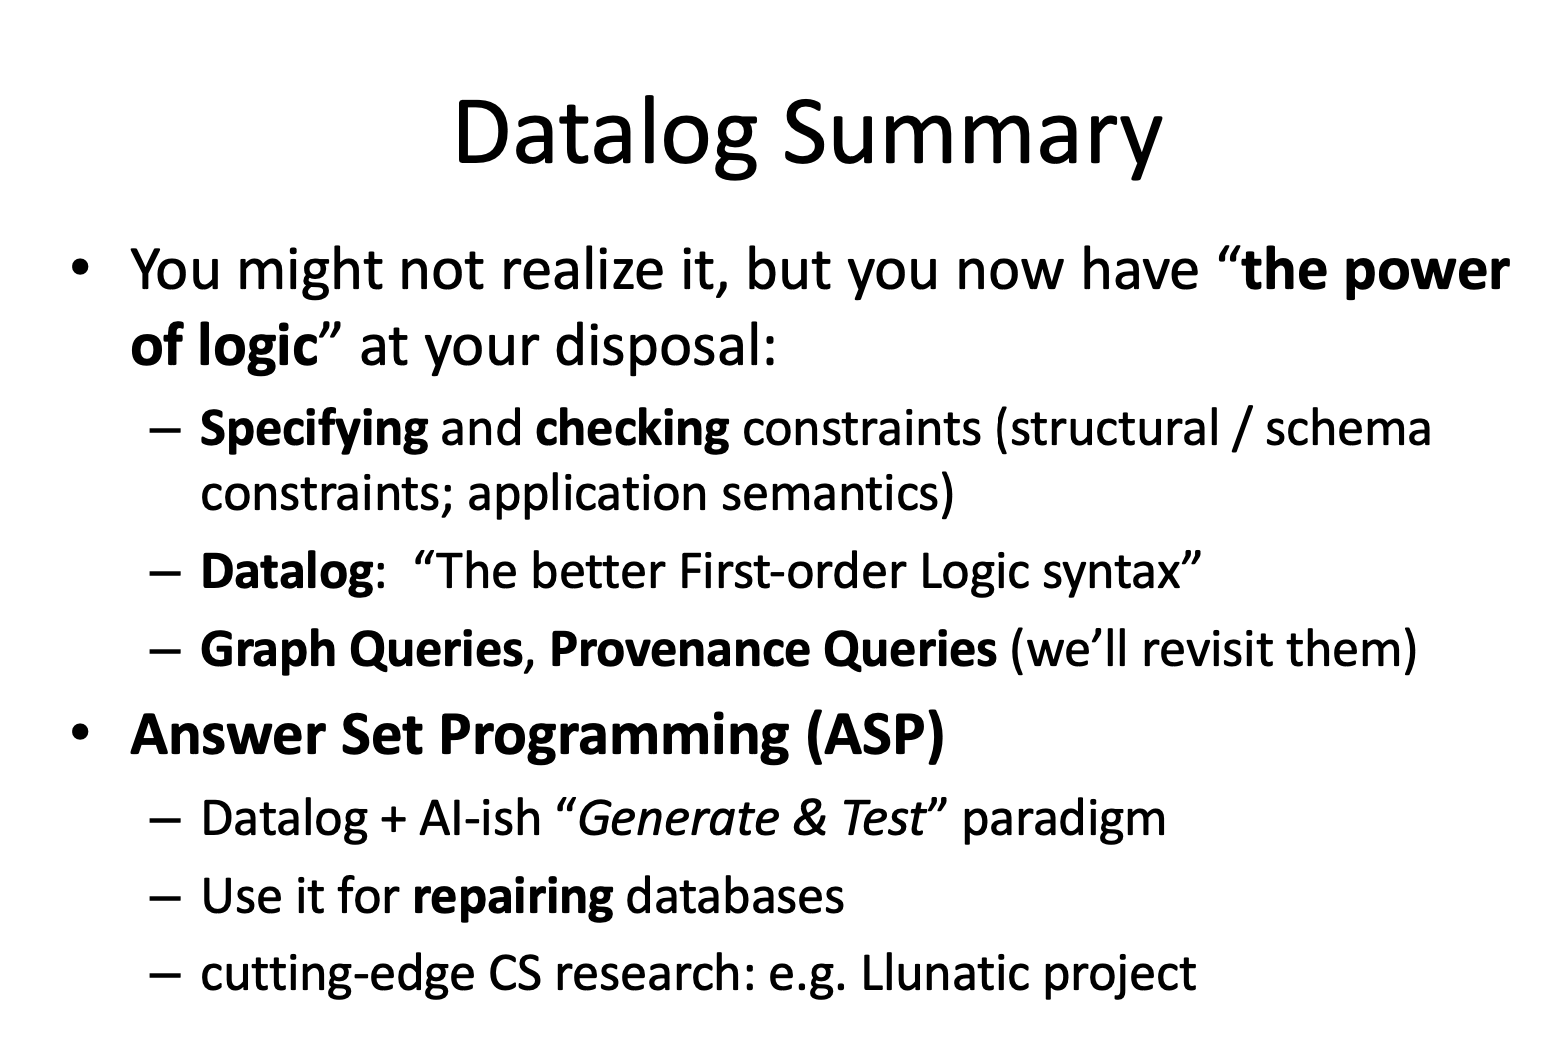 Datalog Summary
• You might not realize it, but you now have “the power
of logic” at your disposal:
– Specifying and checking constraints (structural / schema
constraints; application semantics)
– Datalog:  “The better First-order Logic syntax”
– Graph Queries, Provenance Queries (we’ll revisit them)
• Answer Set Programming (ASP)
– Datalog + AI-ish “Generate & Test” paradigm
– Use it for repairing databases
– cutting-edge CS research: e.g. Llunatic project